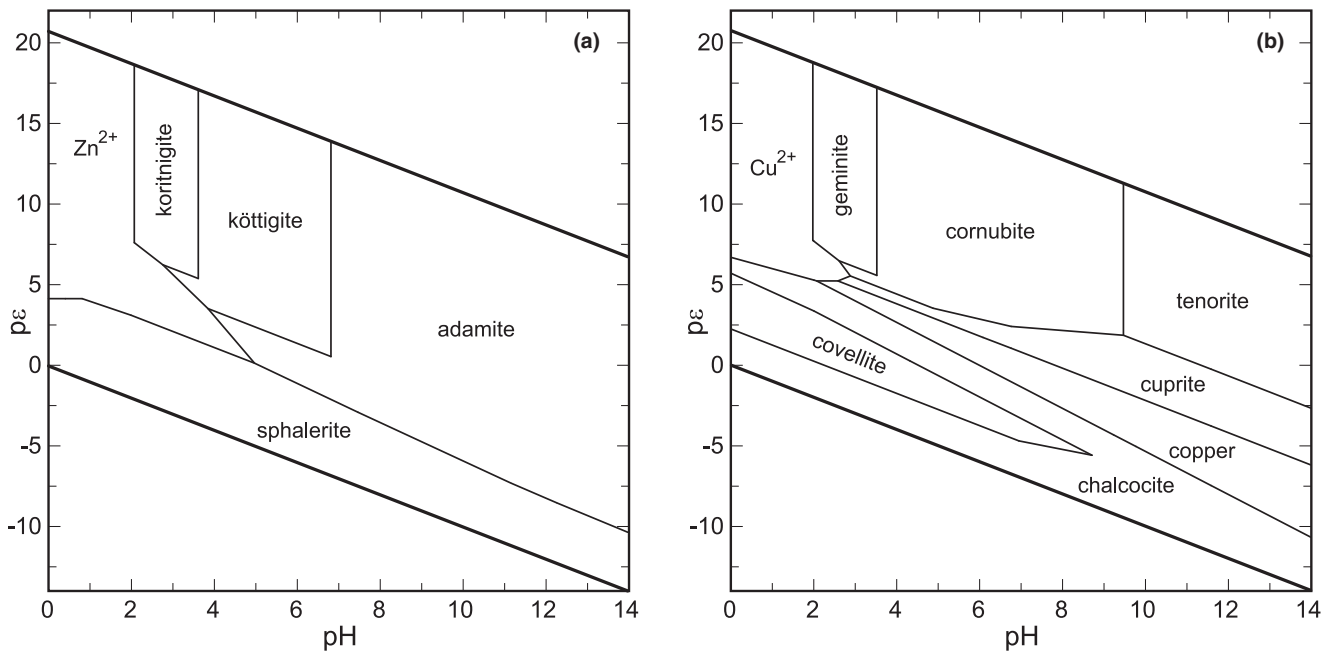 (a)
20
15
10
5
0
-5
-10
pε
Zn2+
koritnigite
köttigite
adamite
sphalerite
0 2 4 6 8 10 12 14
pH
(b)
20
15
10
5
0
-5
-10
pε
Cu2+
geminite
cornubite
tenorite
covellite
cuprite
copper
chalcocite
0 2 4 6 8 10 12 14
pH